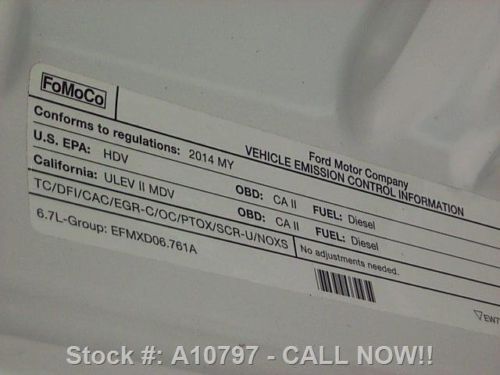 FoMoCo
Ford Motor Company
VEHICLE EMISSION CONTROL INFORMATION
Conforms to regulations: 2014 MY
U.S. EPA: HDV OBD: CA II FUEL: Diesel
California: ULEV II MDV OBD: CA II FUEL: Diesel
TC/DFI/CAC/EGR-C/OC/PTOX/SCR-U/NOXS No adjustments needed.
6.7L-Group: EFMXD06.761A
EW7
Stock #: A10797 - CALL NOW!!